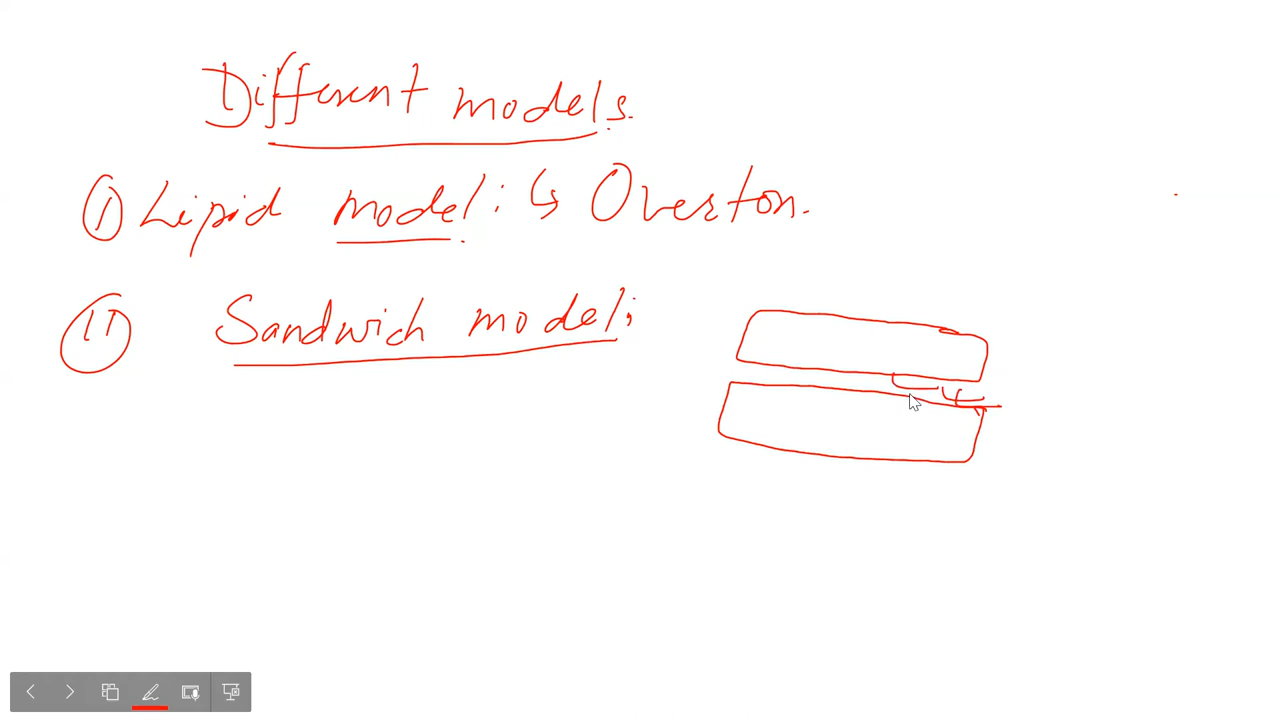 Different models.
(I) Lipid model: ↳ Overton.
(II) Sandwich model: